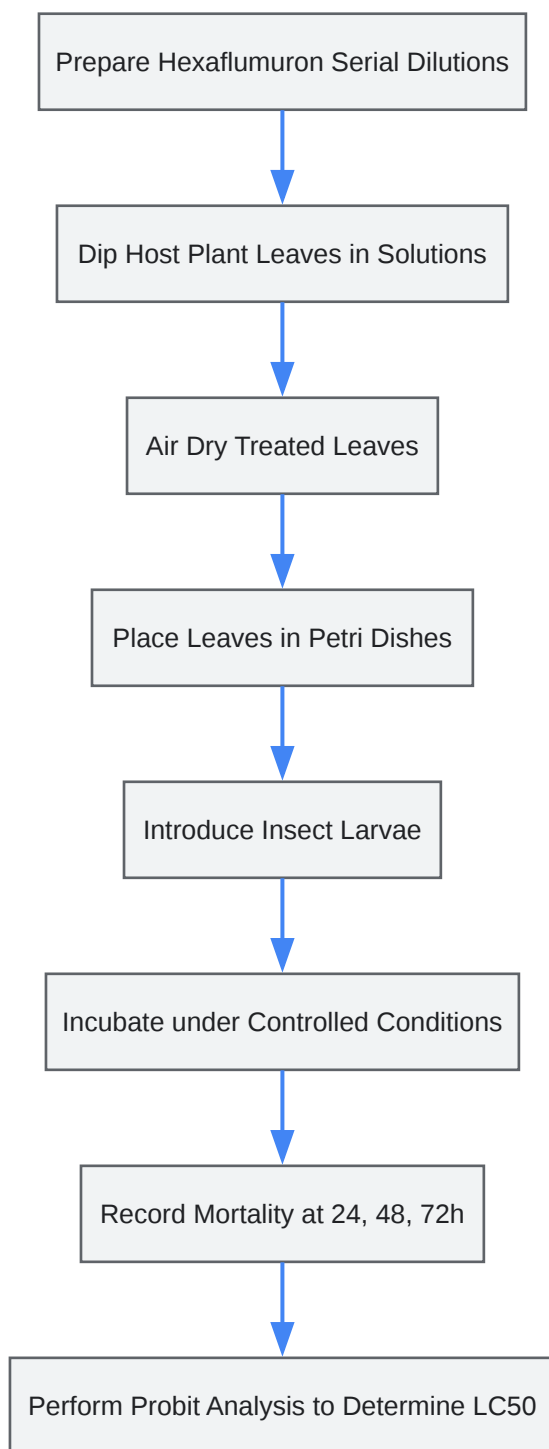 Prepare Hexaflumuron Serial Dilutions
Dip Host Plant Leaves in Solutions
Air Dry Treated Leaves
Place Leaves in Petri Dishes
Introduce Insect Larvae
Incubate under Controlled Conditions
Record Mortality at 24, 48, 72h
Perform Probit Analysis to Determine LC50